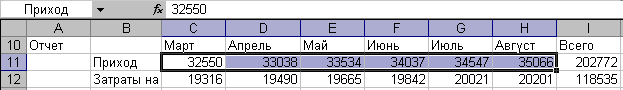 Приход fx 32550
A B C D E F G H I
10 Отчет Март Апрель Май Июнь Июль Август Всего
11 Приход 32550 33038 33534 34037 34547 35066 202772
12 Затраты на 19316 19490 19665 19842 20021 20201 118535